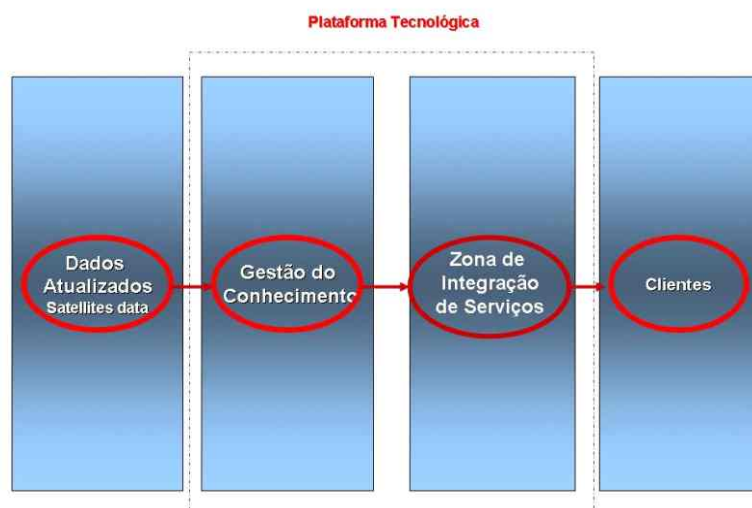 Plataforma Tecnológica
Dados
Atualizados
Satellites data
Gestão do
Conhecimento
Zona de
Integração
de Serviços
Clientes